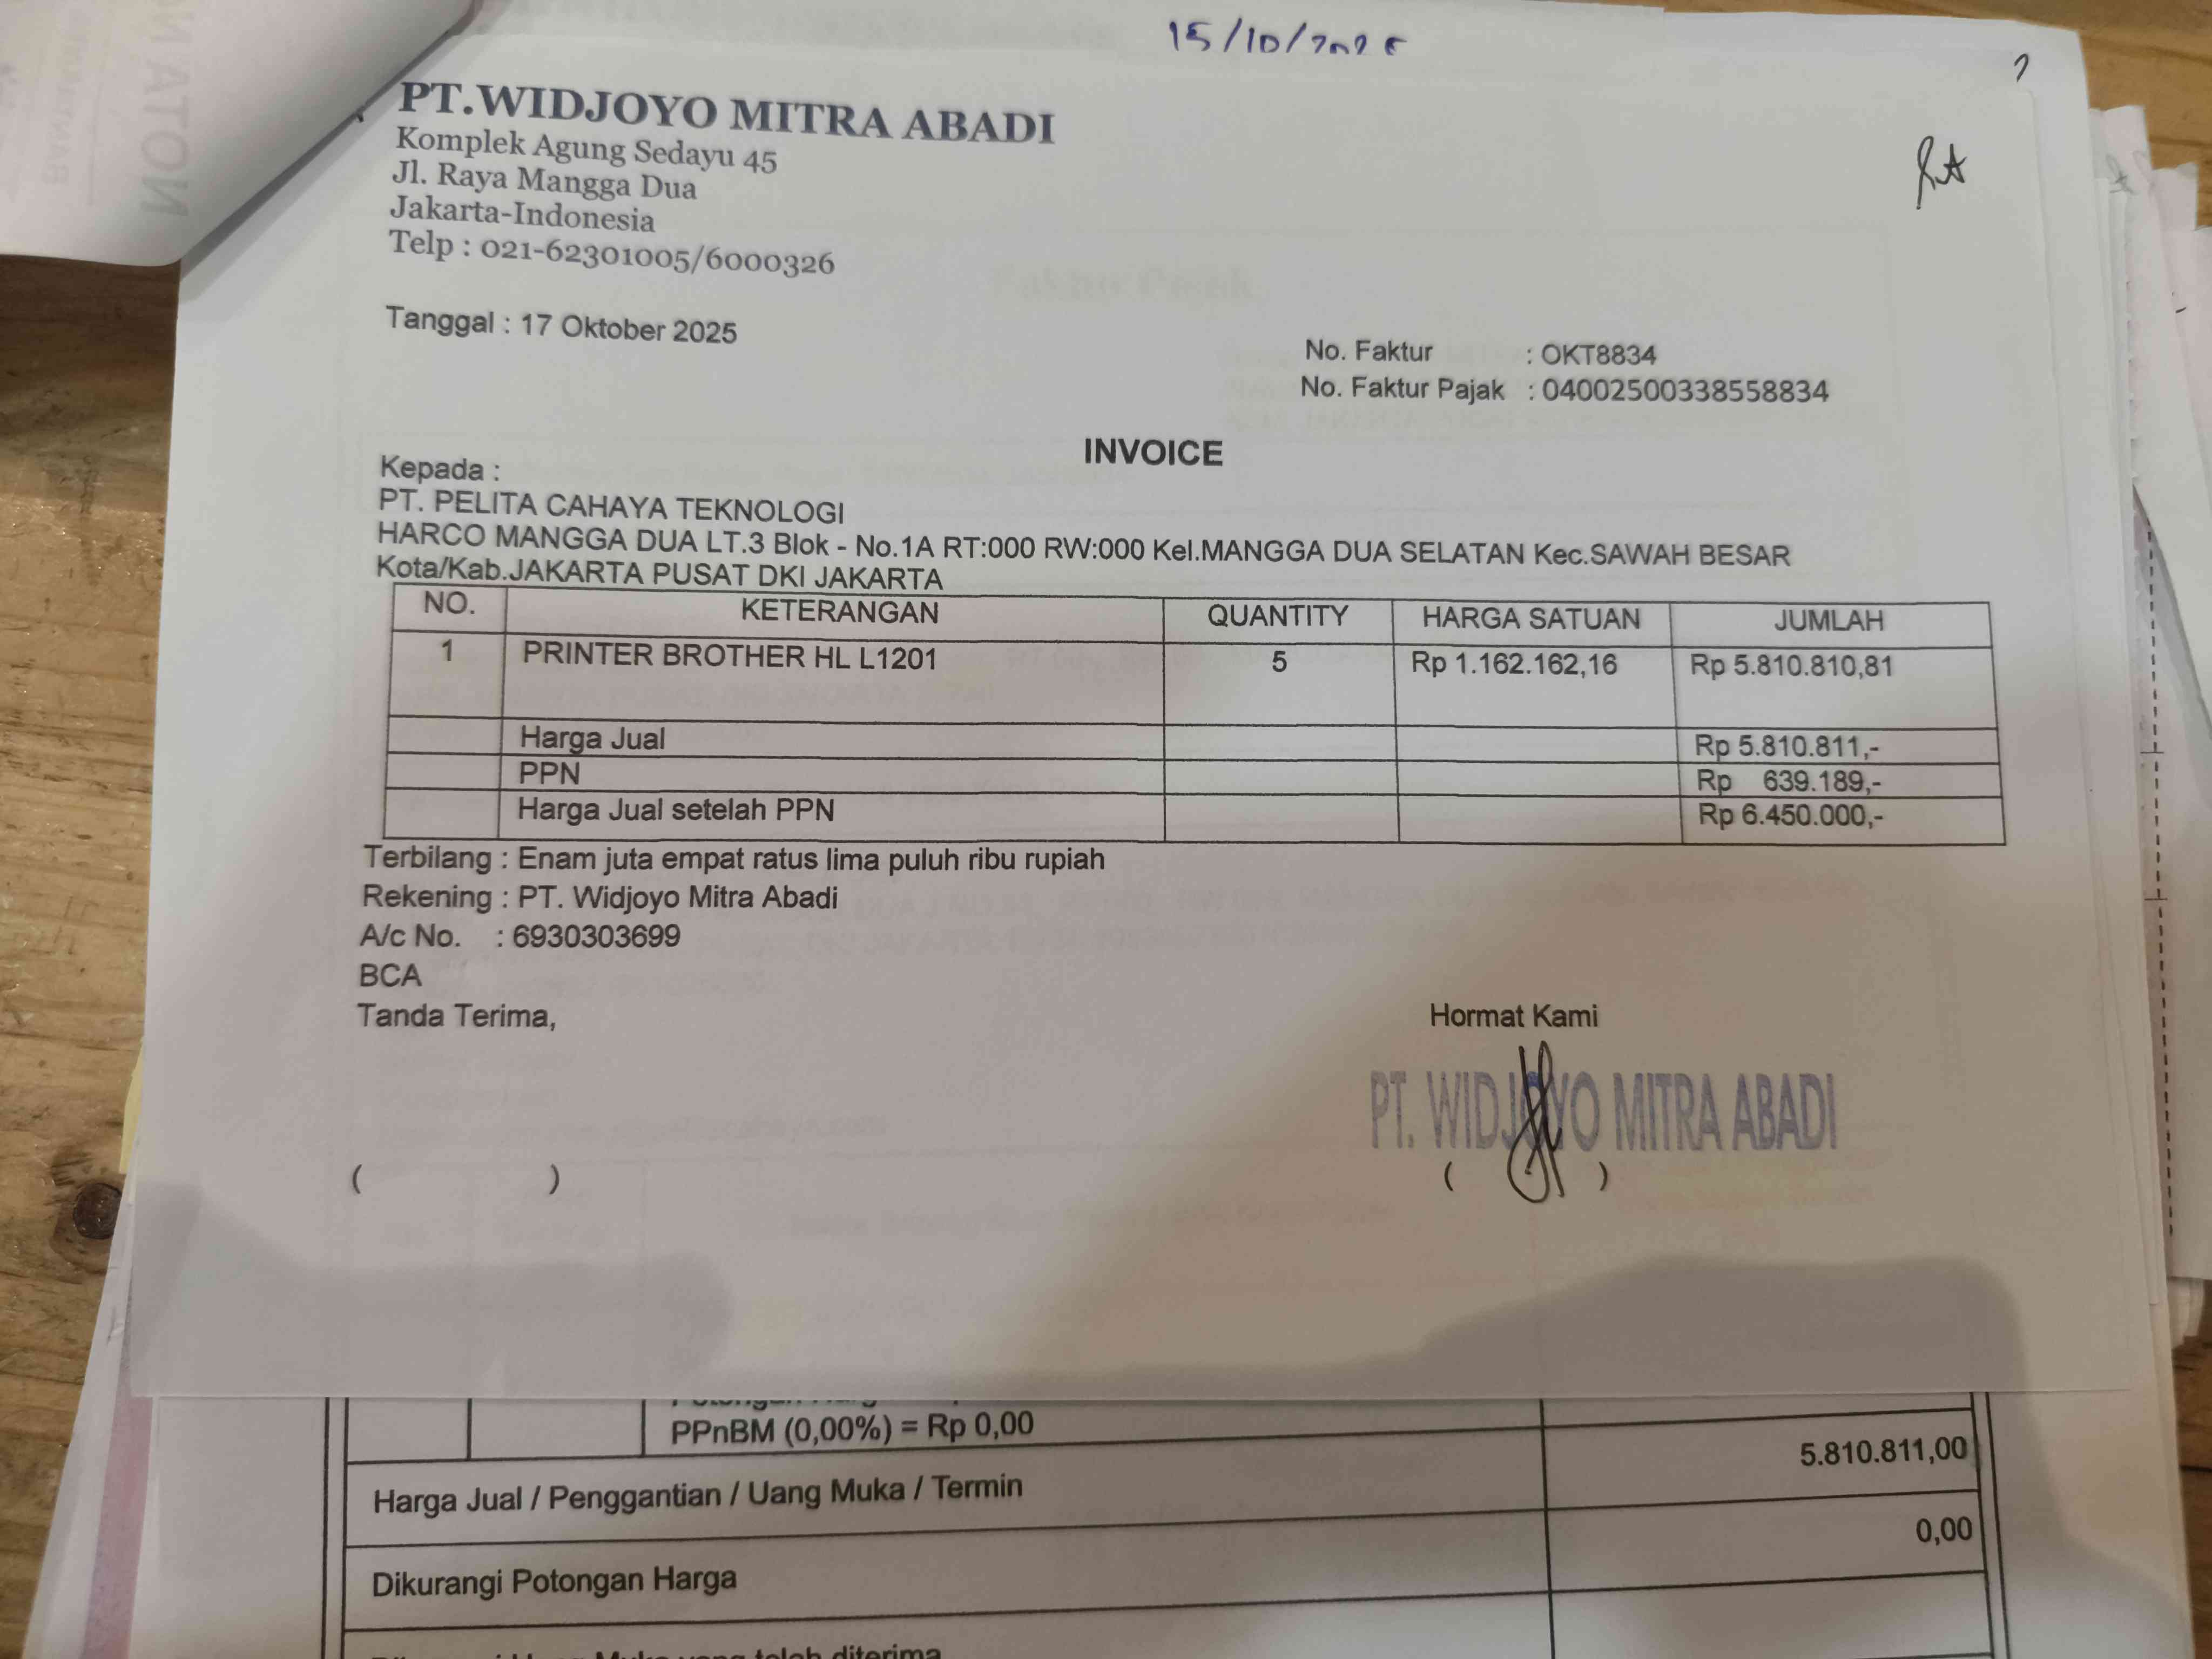 15/10/2025
PT.WIDJOYO MITRA ABADI
Komplek Agung Sedayu 45
Jl. Raya Mangga Dua
Jakarta-Indonesia
Telp : 021-62301005/6000326
Tanggal : 17 Oktober 2025
No. Faktur : OKT8834
No. Faktur Pajak : 04002500338558834
INVOICE
Kepada :
PT. PELITA CAHAYA TEKNOLOGI
HARCO MANGGA DUA LT.3 Blok - No.1A RT:000 RW:000 Kel.MANGGA DUA SELATAN Kec.SAWAH BESAR
Kota/Kab.JAKARTA PUSAT DKI JAKARTA
NO. KETERANGAN QUANTITY HARGA SATUAN JUMLAH
1 PRINTER BROTHER HL L1201 5 Rp 1.162.162,16 Rp 5.810.810,81
Harga Jual Rp 5.810.811,-
PPN Rp 639.189,-
Harga Jual setelah PPN Rp 6.450.000,-
Terbilang : Enam juta empat ratus lima puluh ribu rupiah
Rekening : PT. Widjoyo Mitra Abadi
A/c No. : 6930303699
BCA
Tanda Terima,
Hormat Kami
PT. WIDJOYO MITRA ABADI
( )
( )
PPnBM (0,00%) = Rp 0,00
Harga Jual / Penggantian / Uang Muka / Termin 5.810.811,00
Dikurangi Potongan Harga 0,00